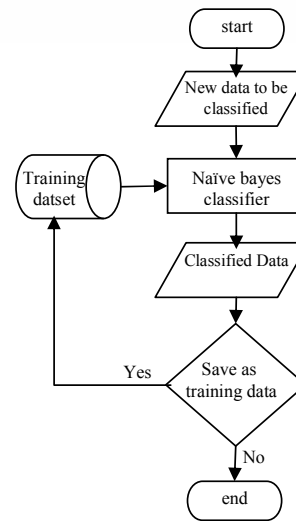 start
New data to be
classified
Training
datset
Naïve bayes
classifier
Classified Data
Yes
Save as
training data
No
end